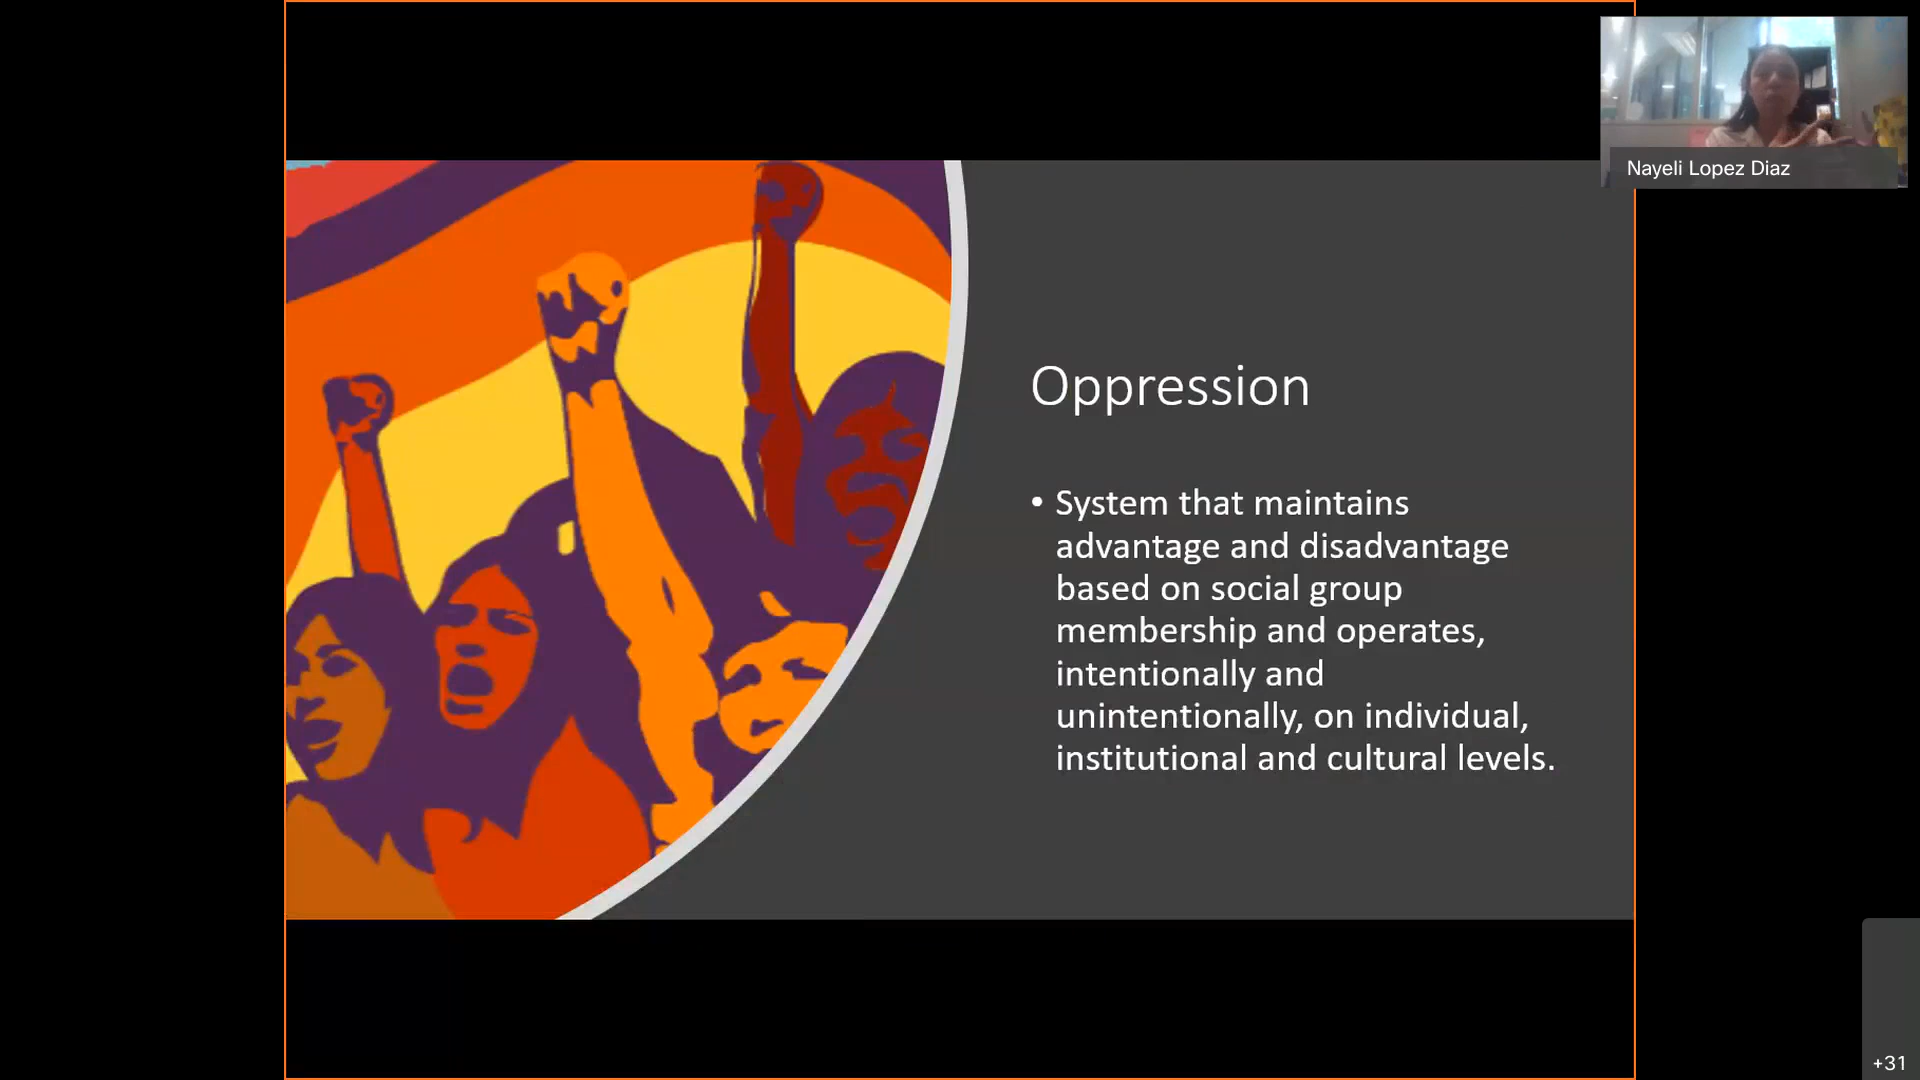 Nayeli Lopez Diaz
Oppression
• System that maintains
advantage and disadvantage
based on social group
membership and operates,
intentionally and
unintentionally, on individual,
institutional and cultural levels.
+31